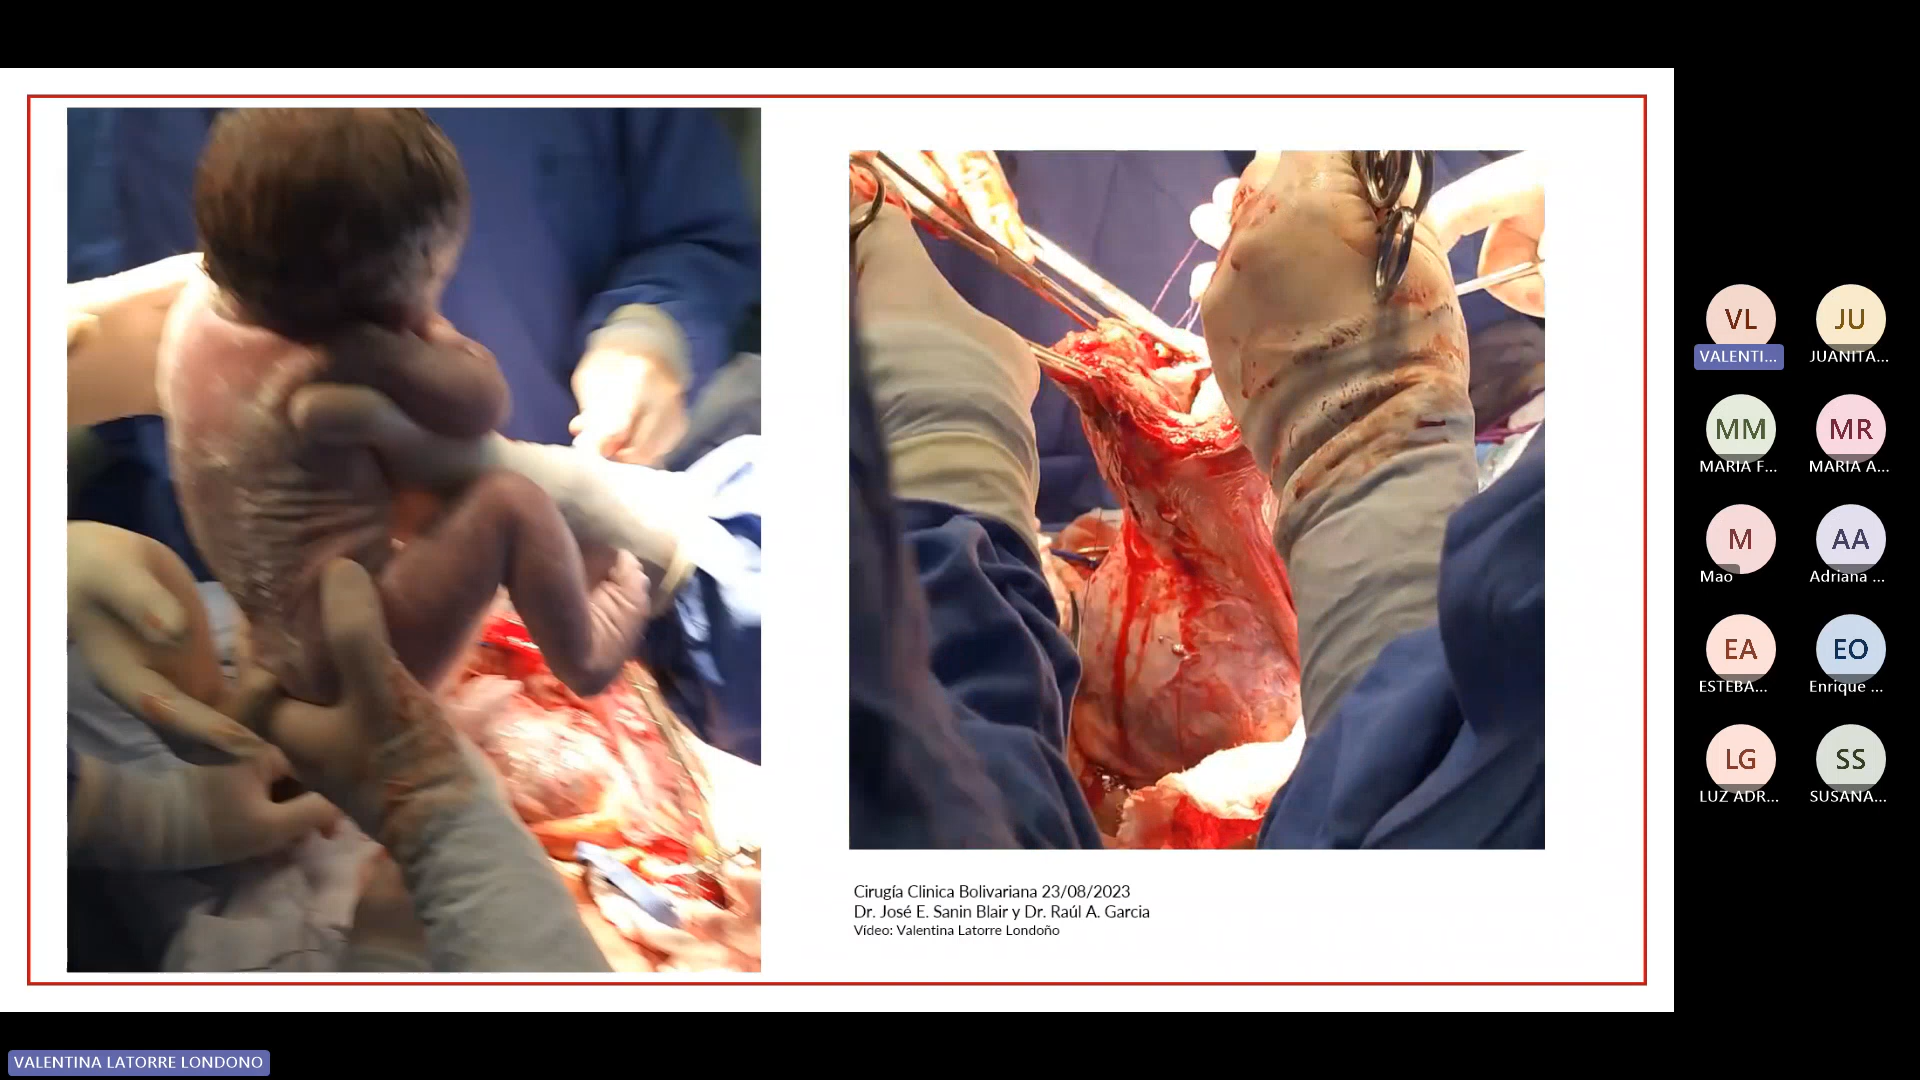 Cirugía Clinica Bolivariana 23/08/2023
Dr. José E. Sanin Blair y Dr. Raúl A. Garcia
Vídeo: Valentina Latorre Londoño
VL
JU
VALENTI...
JUANITA...
MM
MR
MARIA F...
MARIA A...
M
AA
Mao
Adriana ...
EA
EO
ESTEBA...
Enrique ...
LG
SS
LUZ ADR...
SUSANA...
VALENTINA LATORRE LONDONO